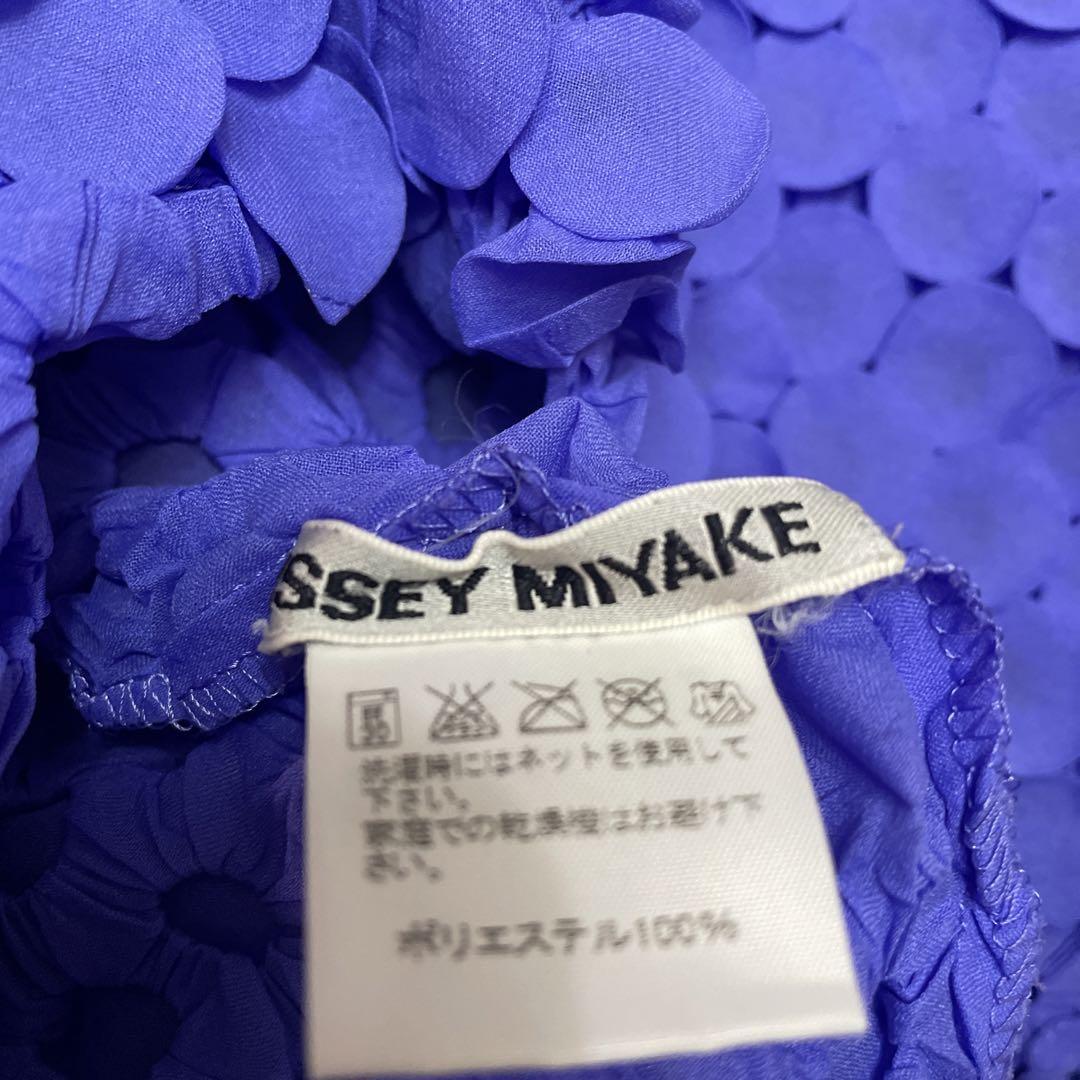 SSEY MIYAKE
洗濯時にはネットを使用して
下さい。
家庭での乾燥機はお避け下
さい。
ポリエステル100%